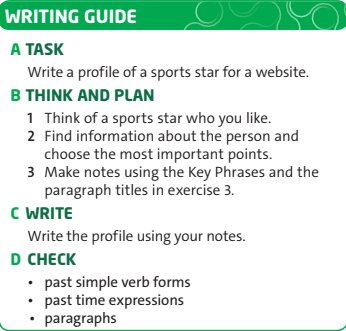 WRITING GUIDE
A TASK
Write a profile of a sports star for a website.
B THINK AND PLAN
1 Think of a sports star who you like.
2 Find information about the person and
choose the most important points.
3 Make notes using the Key Phrases and the
paragraph titles in exercise 3.
C WRITE
Write the profile using your notes.
D CHECK
• past simple verb forms
• past time expressions
• paragraphs